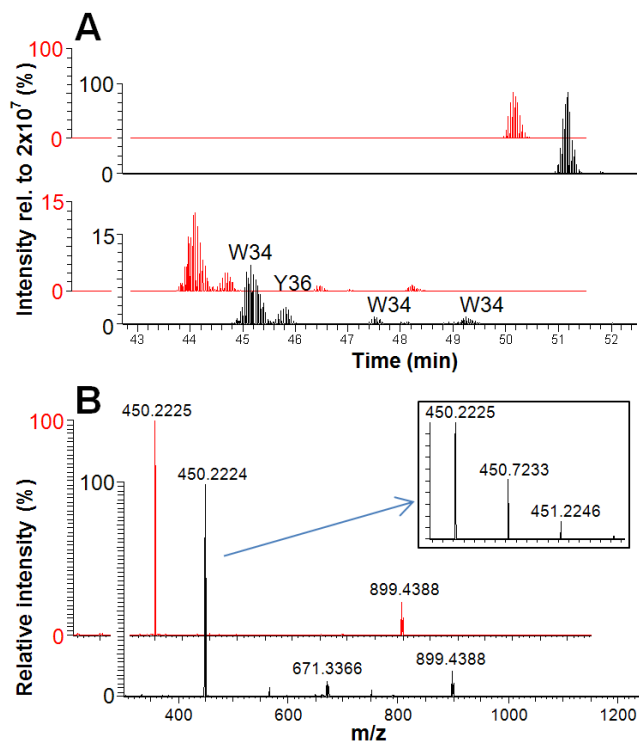 A
Intensity rel. to 2x10⁷ (%)
100
0
100
0
15
0
15
0
W34
Y36
W34
W34
43 44 45 46 47 48 49 50 51 52
Time (min)
B
Relative intensity (%)
450.2225
100
450.2224
100
0
0
899.4388
671.3366
899.4388
450.2225
450.7233
451.2246
400 600 800 1000 1200
m/z